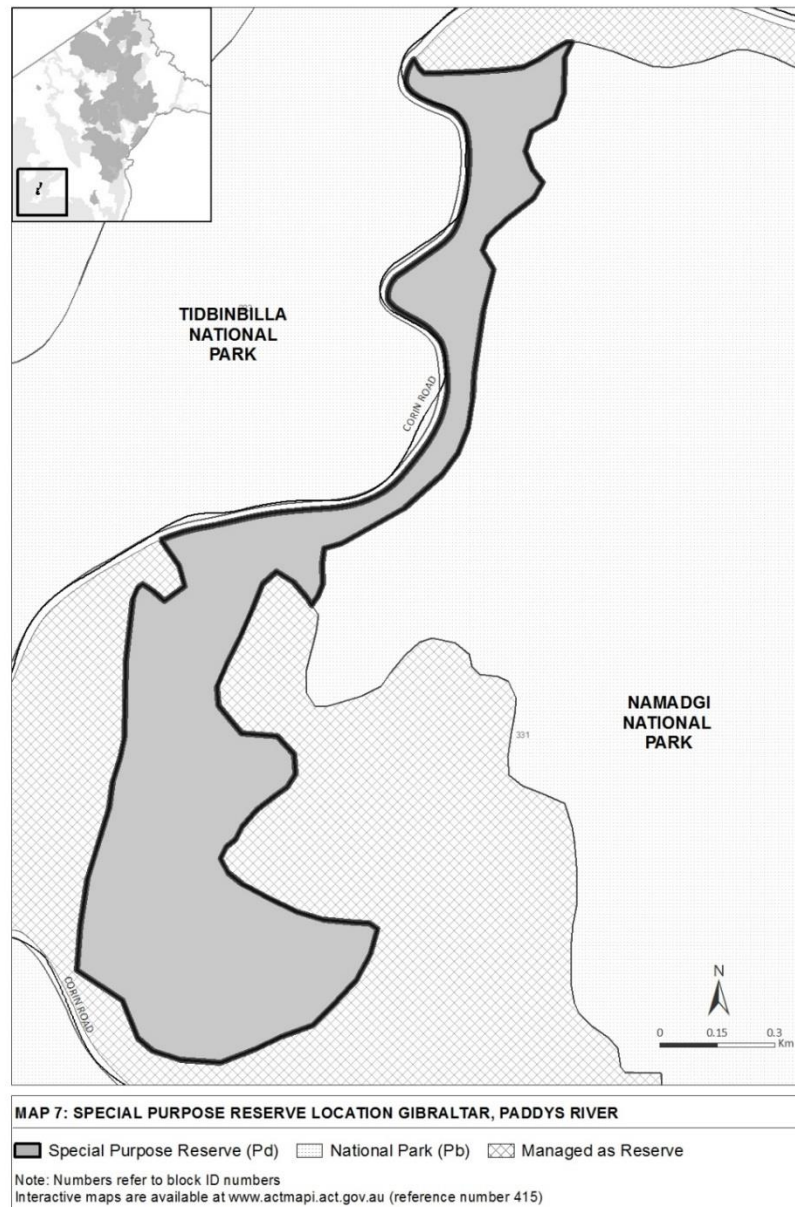 TIDBINBILLA
NATIONAL
PARK
CORIN ROAD
NAMADGI
NATIONAL
PARK
331
CORIN ROAD
N
0 0.15 0.3
Km
MAP 7: SPECIAL PURPOSE RESERVE LOCATION GIBRALTAR, PADDYS RIVER
Special Purpose Reserve (Pd) National Park (Pb) Managed as Reserve
Note: Numbers refer to block ID numbers
Interactive maps are available at www.actmapi.act.gov.au (reference number 415)